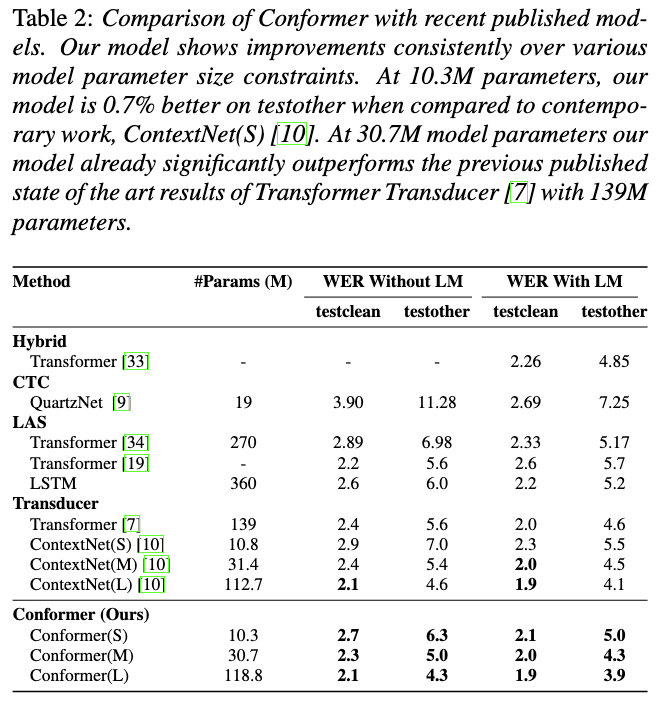 Table 2: Comparison of Conformer with recent published mod-
els. Our model shows improvements consistently over various
model parameter size constraints. At 10.3M parameters, our
model is 0.7% better on testother when compared to contempo-
rary work, ContextNet(S) [10]. At 30.7M model parameters our
model already significantly outperforms the previous published
state of the art results of Transformer Transducer [7] with 139M
parameters.
Method #Params (M) WER Without LM WER With LM
testclean testother testclean testother
Hybrid
Transformer [33] - - - 2.26 4.85
CTC
QuartzNet [9] 19 3.90 11.28 2.69 7.25
LAS
Transformer [34] 270 2.89 6.98 2.33 5.17
Transformer [19] - 2.2 5.6 2.6 5.7
LSTM 360 2.6 6.0 2.2 5.2
Transducer
Transformer [7] 139 2.4 5.6 2.0 4.6
ContextNet(S) [10] 10.8 2.9 7.0 2.3 5.5
ContextNet(M) [10] 31.4 2.4 5.4 2.0 4.5
ContextNet(L) [10] 112.7 2.1 4.6 1.9 4.1
Conformer (Ours)
Conformer(S) 10.3 2.7 6.3 2.1 5.0
Conformer(M) 30.7 2.3 5.0 2.0 4.3
Conformer(L) 118.8 2.1 4.3 1.9 3.9